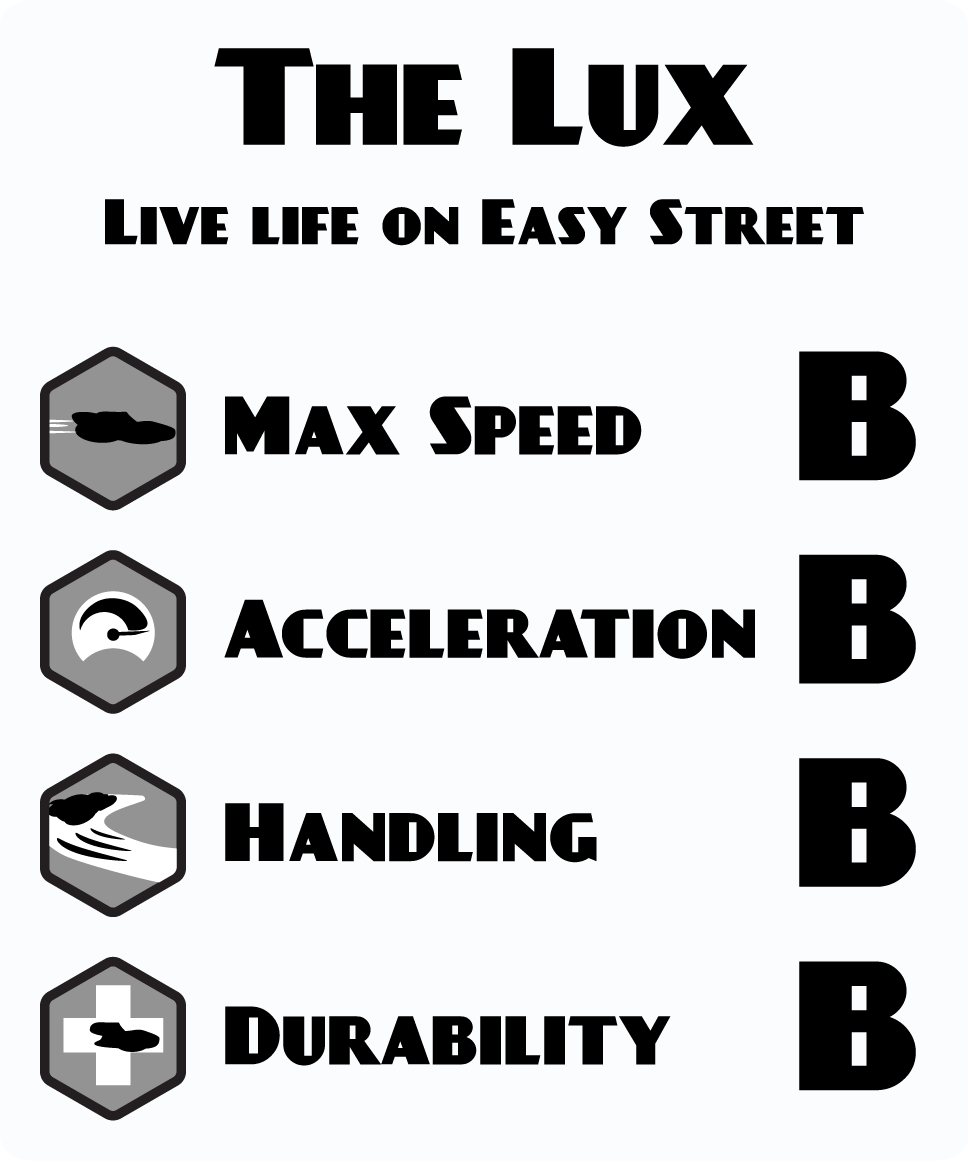 The Lux
Live life on Easy Street
Max Speed B
Acceleration B
Handling B
Durability B